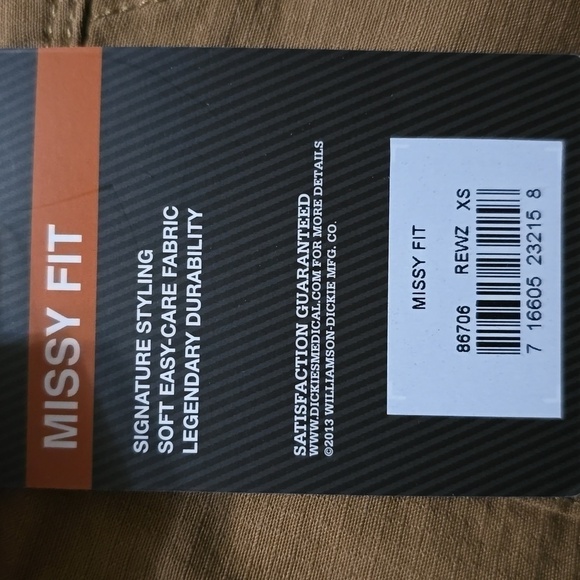 MISSY FIT
SIGNATURE STYLING
SOFT EASY-CARE FABRIC
LEGENDARY DURABILITY
SATISFACTION GUARANTEED
WWW.DICKIESMEDICAL.COM FOR MORE DETAILS
©2013 WILLIAMSON-DICKIE MFG. CO.
MISSY FIT
86706 REWZ XS
7 16605 23215 8